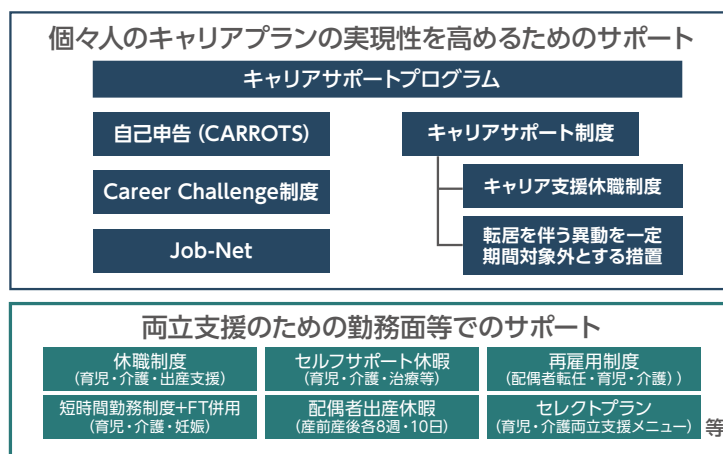 個々人のキャリアプランの実現性を高めるためのサポート
キャリアサポートプログラム
自己申告 (CARROTS)
Career Challenge制度
Job-Net
キャリアサポート制度
キャリア支援休職制度
転居を伴う異動を一定
期間対象外とする措置
両立支援のための勤務面等でのサポート
休職制度
(育児・介護・出産支援)
セルフサポート休暇
(育児・介護・治療等)
再雇用制度
(配偶者転任・育児・介護) )
短時間勤務制度+FT併用
(育児・介護・妊娠)
配偶者出産休暇
(産前産後各8週・10日)
セレクトプラン
(育児・介護両立支援メニュー)
等